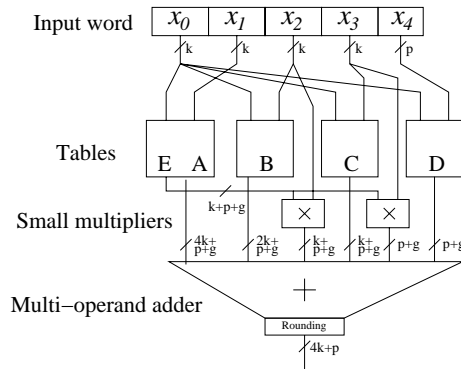 Input word x0 x1 x2 x3 x4
k k k k p
Tables E A B C D
k+p+g
Small multipliers × ×
4k+ 2k+ k+ k+ p+g p+g
p+g p+g p+g p+g
Multi−operand adder +
Rounding
4k+p